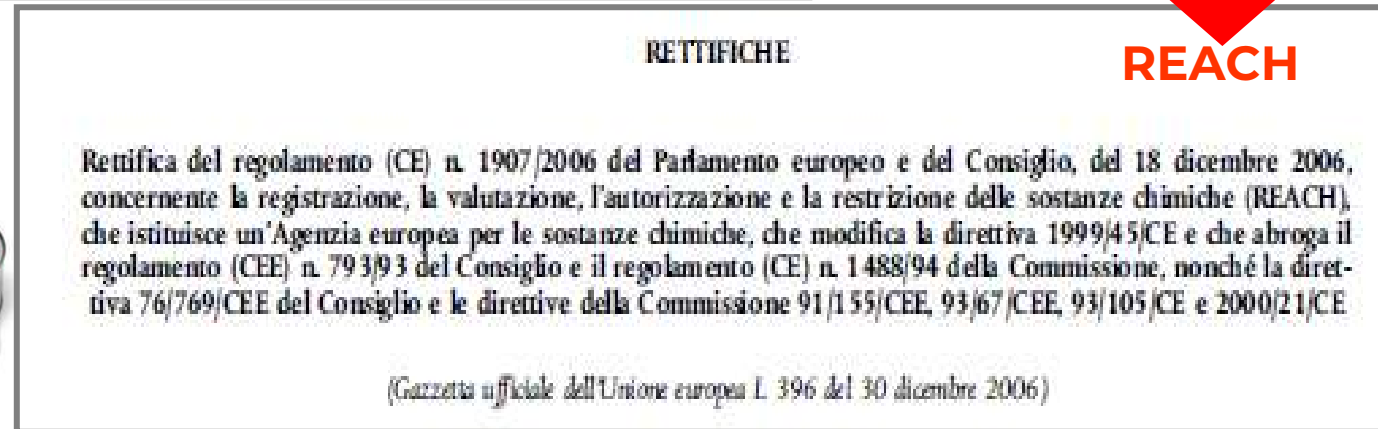 REACH
RETTIFICHE
Rettifica del regolamento (CE) n. 1907/2006 del Parlamento europeo e del Consiglio, del 18 dicembre 2006,
concernente la registrazione, la valutazione, l'autorizzazione e la restrizione delle sostanze chimiche (REACH),
che istituisce un'Agenzia europea per le sostanze chimiche, che modifica la direttiva 1999/45/CE e che abroga il
regolamento (CEE) n. 793/93 del Consiglio e il regolamento (CE) n. 1488/94 della Commissione, nonché la diret-
tiva 76/769/CEE del Consiglio e le direttive della Commissione 91/155/CEE, 93/67/CEE, 93/105/CE e 2000/21/CE
(Gazzetta ufficiale dell'Unione europea L 396 del 30 dicembre 2006)